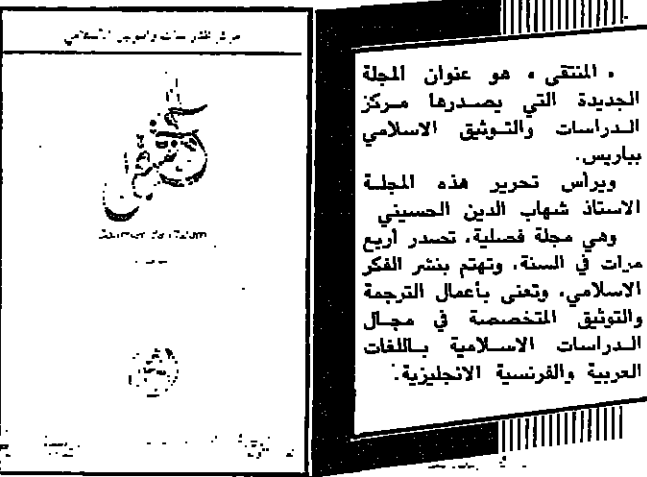 مركز الدراسات والتوثيق الاسلامي
« المنتقى » هو عنوان المجلة
الجديدة التي يصدرها مركز
الدراسات والتوثيق الاسلامي
بباريس.
ويرأس تحرير هذه المجلة
الاستاذ شهاب الدين الحسيني
وهي مجلة فصلية، تصدر أربع
مرات في السنة، وتهتم بنشر الفكر
الاسلامي، وتعنى بأعمال الترجمة
والتوثيق المتخصصة في مجال
الدراسات الاسلامية باللغات
العربية والفرنسية الانجليزية.